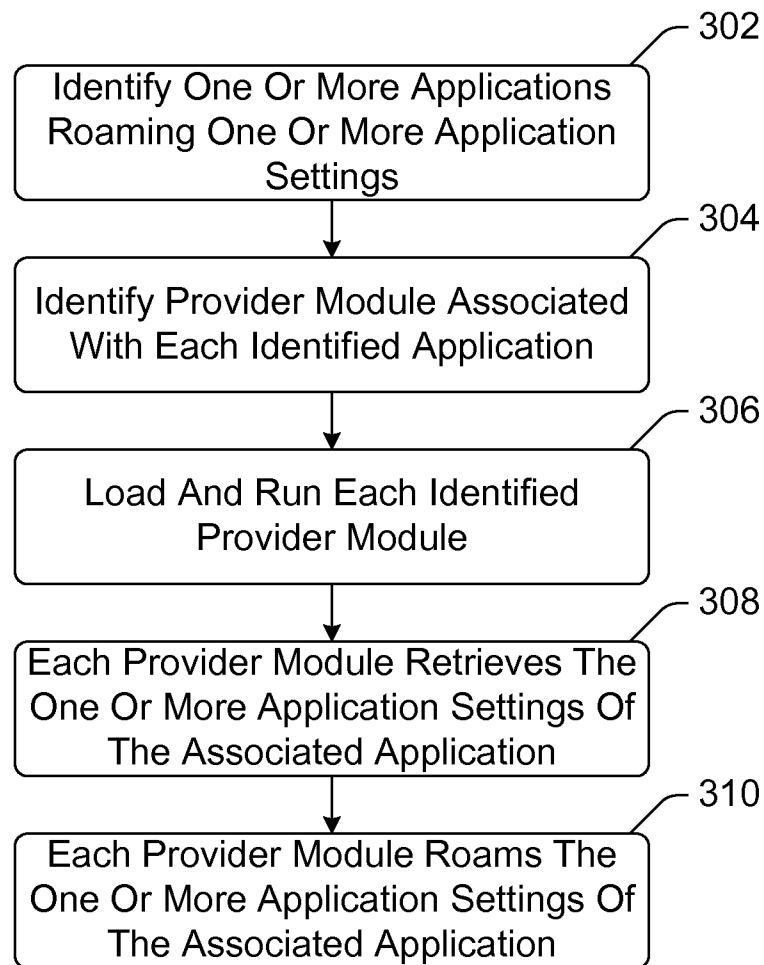 302
Identify One Or More Applications
Roaming One Or More Application
Settings
304
Identify Provider Module Associated
With Each Identified Application
306
Load And Run Each Identified
Provider Module
308
Each Provider Module Retrieves The
One Or More Application Settings Of
The Associated Application
310
Each Provider Module Roams The
One Or More Application Settings Of
The Associated Application